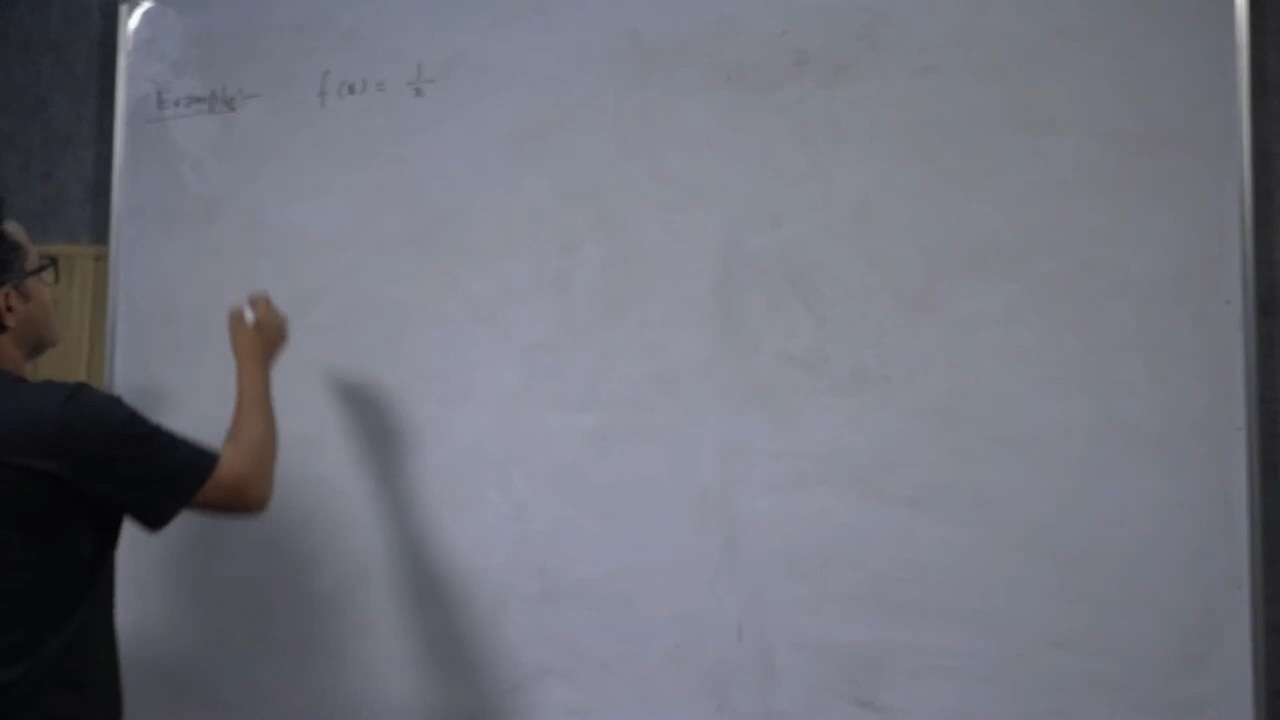 Example:- f(x) = 1/x